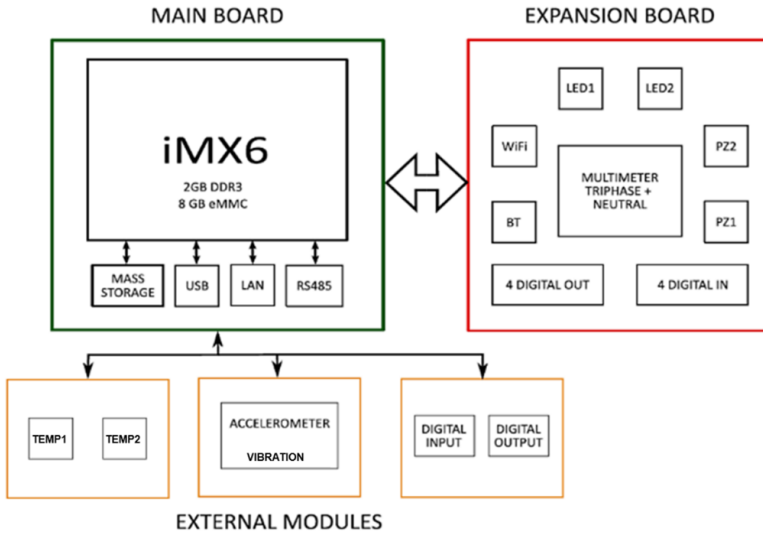 MAIN BOARD
EXPANSION BOARD
iMX6
2GB DDR3
8 GB eMMC
MASS
STORAGE
USB
LAN
RS485
LED1
LED2
WiFi
PZ2
MULTIMETER
TRIPHASE +
NEUTRAL
BT
PZ1
4 DIGITAL OUT
4 DIGITAL IN
TEMP1
TEMP2
ACCELEROMETER
VIBRATION
DIGITAL
INPUT
DIGITAL
OUTPUT
EXTERNAL MODULES